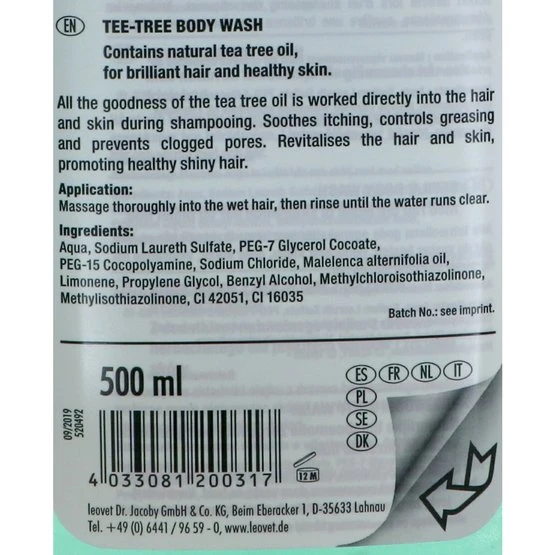 EN TEE-TREE BODY WASH
Contains natural tea tree oil,
for brilliant hair and healthy skin.
All the goodness of the tea tree oil is worked directly into the hair
and skin during shampooing. Soothes itching, controls greasing
and prevents clogged pores. Revitalises the hair and skin,
promoting healthy shiny hair.
Application:
Massage thoroughly into the wet hair, then rinse until the water runs clear.
Ingredients:
Aqua, Sodium Laureth Sulfate, PEG-7 Glycerol Cocoate,
PEG-15 Cocopolyamine, Sodium Chloride, Malelenca alternifolia oil,
Limonene, Propylene Glycol, Benzyl Alcohol, Methylchloroisothiazolinone,
Methylisothiazolinone, CI 42051, CI 16035
Batch No.: see imprint.
500 ml
ES FR NL IT
PL
SE
DK
09/2019
520492
4 033081 200317
12 M
leovet Dr. Jacoby GmbH & Co. KG, Beim Eberacker 1, D-35633 Lahnau
Tel. +49 (0) 6441 / 96 59 - 0, www.leovet.de